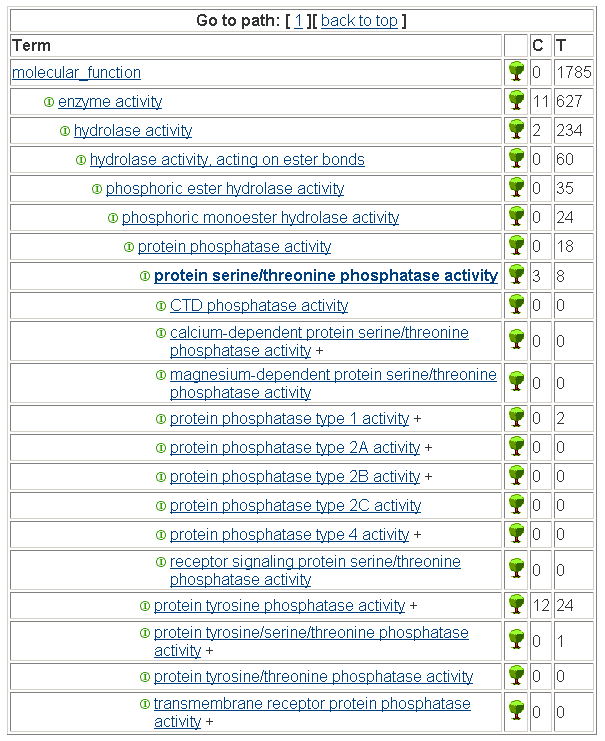 Go to path: [ 1 ][ back to top ]
Term C T
molecular_function 0 1785
enzyme activity 11 627
hydrolase activity 2 234
hydrolase activity, acting on ester bonds 0 60
phosphoric ester hydrolase activity 0 35
phosphoric monoester hydrolase activity 0 24
protein phosphatase activity 0 18
protein serine/threonine phosphatase activity 3 8
CTD phosphatase activity 0 0
calcium-dependent protein serine/threonine
phosphatase activity + 0 0
magnesium-dependent protein serine/threonine
phosphatase activity 0 0
protein phosphatase type 1 activity + 0 2
protein phosphatase type 2A activity + 0 0
protein phosphatase type 2B activity + 0 0
protein phosphatase type 2C activity 0 0
protein phosphatase type 4 activity + 0 0
receptor signaling protein serine/threonine
phosphatase activity 0 0
protein tyrosine phosphatase activity + 12 24
protein tyrosine/serine/threonine phosphatase
activity + 0 1
protein tyrosine/threonine phosphatase activity 0 0
transmembrane receptor protein phosphatase
activity + 0 0